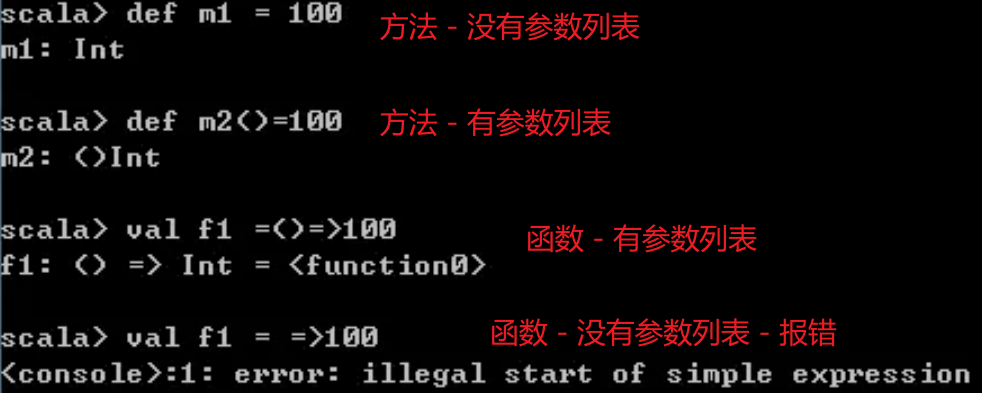 scala> def m1 = 100 方法 - 没有参数列表
m1: Int
scala> def m2()=100 方法 - 有参数列表
m2: ()Int
scala> val f1 =()=>100 函数 - 有参数列表
f1: () => Int = <function0>
scala> val f1 = =>100 函数 - 没有参数列表 - 报错
<console>:1: error: illegal start of simple expression